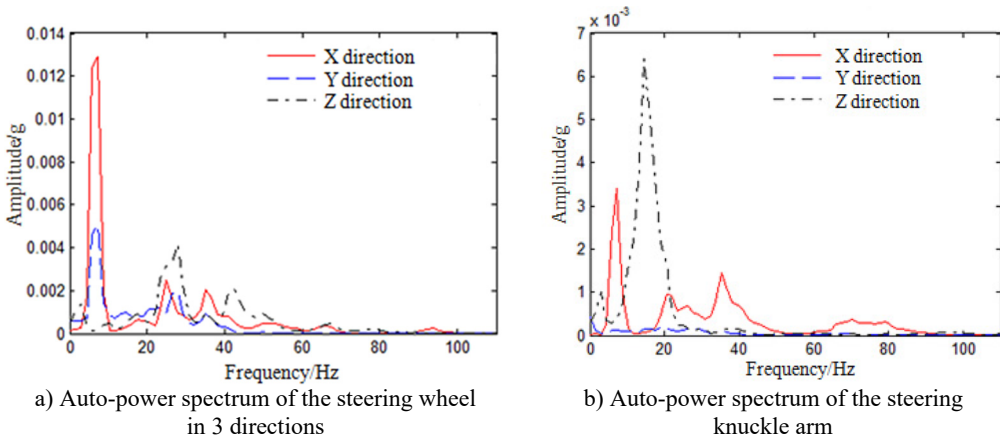 0.014
0.012
0.01
0.008
0.006
0.004
0.002
0
Amplitude/g
X direction
Y direction
Z direction
0 20 40 60 80 100
Frequency/Hz
a) Auto-power spectrum of the steering wheel
in 3 directions
× 10⁻³
7
6
5
4
3
2
1
0
Amplitude/g
X direction
Y direction
Z direction
0 20 40 60 80 100
Frequency/Hz
b) Auto-power spectrum of the steering
knuckle arm